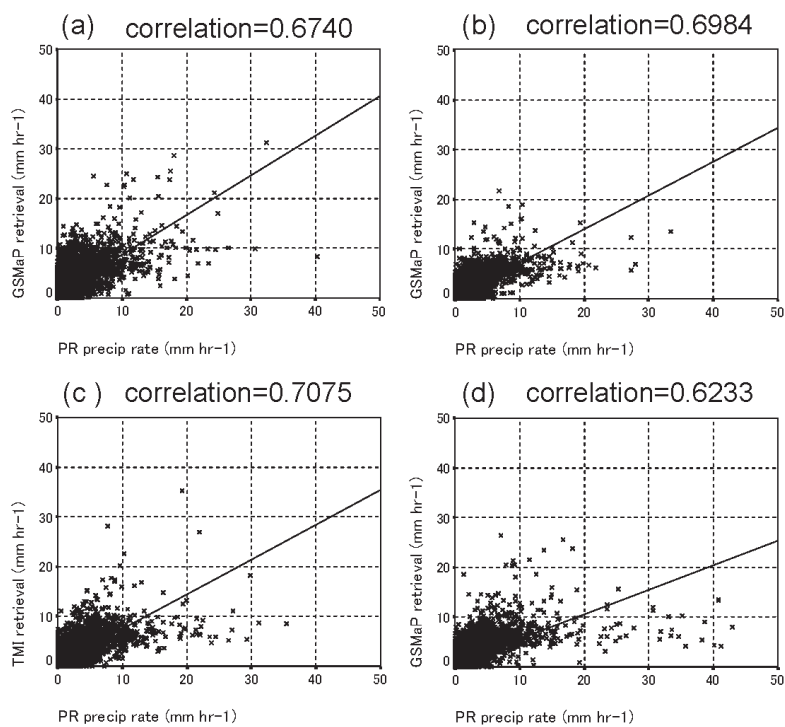 (a) correlation=0.6740
50
40
30
20
10
0
GSMaP retrieval (mm hr-1)
0 10 20 30 40 50
PR precip rate (mm hr-1)
(b) correlation=0.6984
50
40
30
20
10
0
GSMaP retrieval (mm hr-1)
0 10 20 30 40 50
PR precip rate (mm hr-1)
(c ) correlation=0.7075
50
40
30
20
10
0
TMI retrieval (mm hr-1)
0 10 20 30 40 50
PR precip rate (mm hr-1)
(d) correlation=0.6233
50
40
30
20
10
0
GSMaP retrieval (mm hr-1)
0 10 20 30 40 50
PR precip rate (mm hr-1)